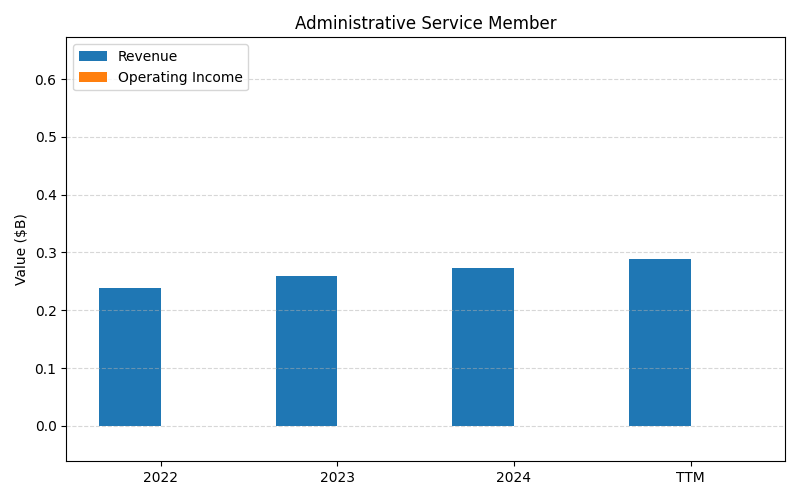 Administrative Service Member
Revenue
Operating Income
0.6
0.5
0.4
0.3
0.2
0.1
0.0
Value ($B)
2022
2023
2024
TTM